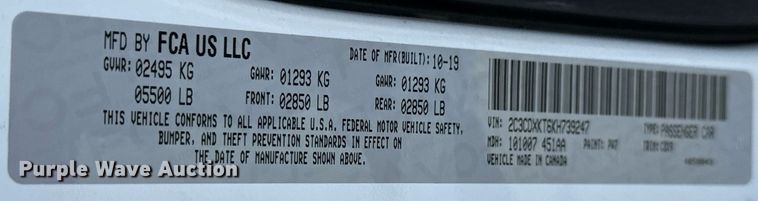 MFD BY FCA US LLC
DATE OF MFR(BUILT): 10-19
GVWR: 02495 KG GAWR: 01293 KG GAWR: 01293 KG
05500 LB FRONT: 02850 LB REAR: 02850 LB
THIS VEHICLE CONFORMS TO ALL APPLICABLE U.S.A. FEDERAL MOTOR VEHICLE SAFETY,
BUMPER, AND THEFT PREVENTION STANDARDS IN EFFECT ON
THE DATE OF MANUFACTURE SHOWN ABOVE.
VIN: 2C3CDXKT6KH739247 TYPE: PASSENGER CAR
MDH: 101007 451AA PAINT: PW7 TRIM:
VEHICLE MADE IN CANADA
Purple Wave Auction